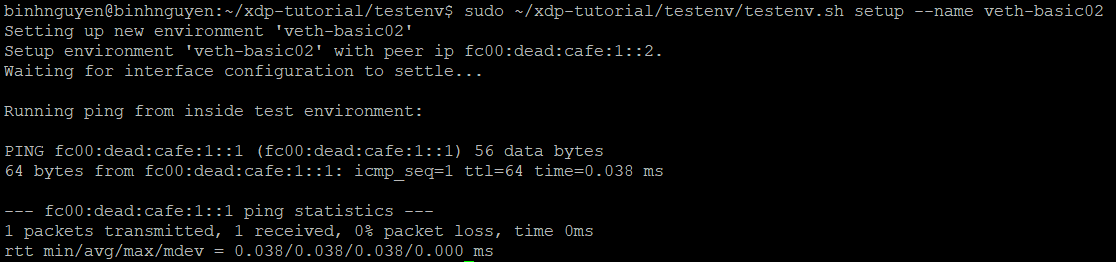 binhnguyen@binhnguyen:~/xdp-tutorial/testenv$ sudo ~/xdp-tutorial/testenv/testenv.sh setup --name veth-basic02
Setting up new environment 'veth-basic02'
Setup environment 'veth-basic02' with peer ip fc00:dead:cafe:1::2.
Waiting for interface configuration to settle...
Running ping from inside test environment:
PING fc00:dead:cafe:1::1 (fc00:dead:cafe:1::1) 56 data bytes
64 bytes from fc00:dead:cafe:1::1: icmp_seq=1 ttl=64 time=0.038 ms
--- fc00:dead:cafe:1::1 ping statistics ---
1 packets transmitted, 1 received, 0% packet loss, time 0ms
rtt min/avg/max/mdev = 0.038/0.038/0.038/0.000 ms